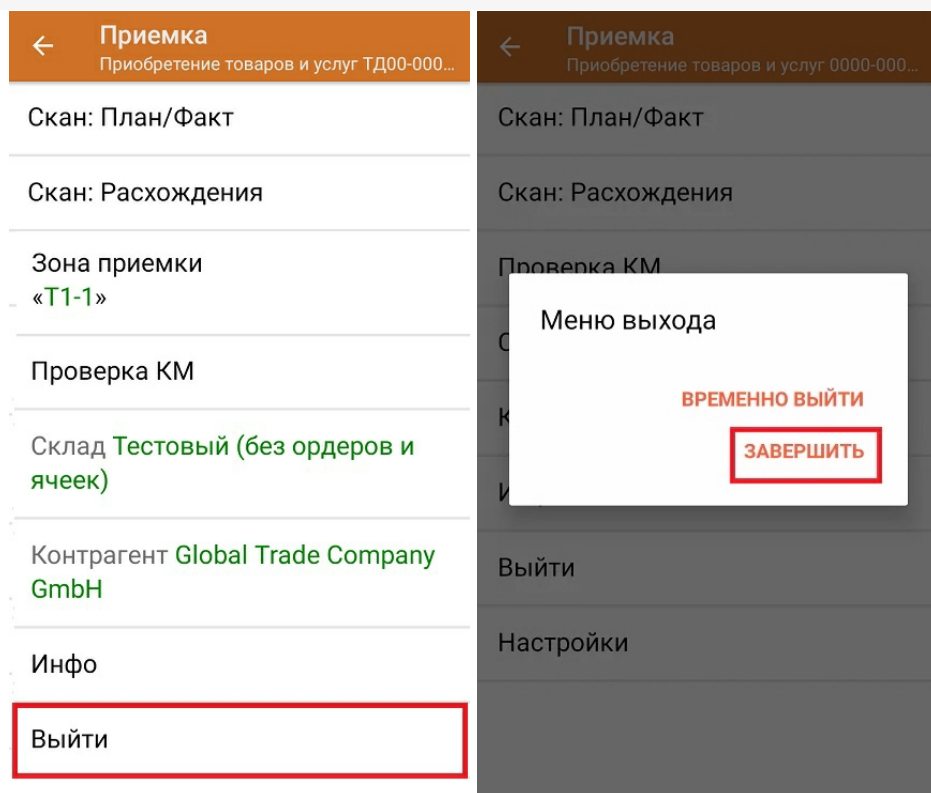 Приемка
Приобретение товаров и услуг ТД00-000...
Скан: План/Факт
Скан: Расхождения
Зона приемки
«Т1-1»
Проверка КМ
Склад Тестовый (без ордеров и
ячеек)
Контрагент Global Trade Company
GmbH
Инфо
Выйти
Приемка
Приобретение товаров и услуг 0000-000...
Скан: План/Факт
Скан: Расхождения
Проверка КМ
Меню выхода
ВРЕМЕННО ВЫЙТИ
ЗАВЕРШИТЬ
Выйти
Настройки